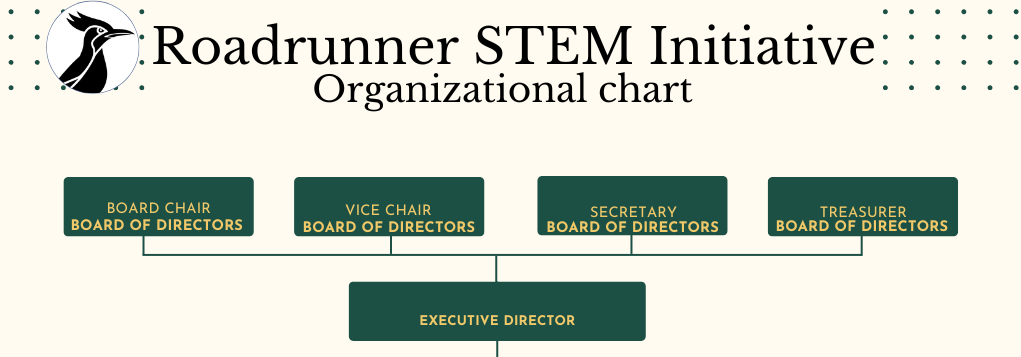 Roadrunner STEM Initiative
Organizational chart
BOARD CHAIR
BOARD OF DIRECTORS
VICE CHAIR
BOARD OF DIRECTORS
SECRETARY
BOARD OF DIRECTORS
TREASURER
BOARD OF DIRECTORS
EXECUTIVE DIRECTOR